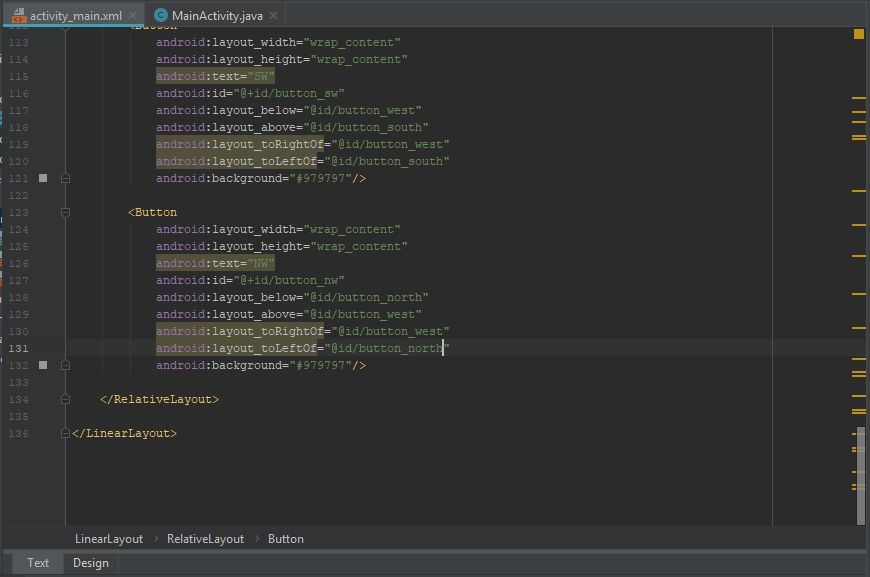 activity_main.xml MainActivity.java
112 <Button
113 android:layout_width="wrap_content"
114 android:layout_height="wrap_content"
115 android:text="SW"
116 android:id="@+id/button_sw"
117 android:layout_below="@id/button_west"
118 android:layout_above="@id/button_south"
119 android:layout_toRightOf="@id/button_west"
120 android:layout_toLeftOf="@id/button_south"
121 android:background="#979797"/>
122
123 <Button
124 android:layout_width="wrap_content"
125 android:layout_height="wrap_content"
126 android:text="NW"
127 android:id="@+id/button_nw"
128 android:layout_below="@id/button_north"
129 android:layout_above="@id/button_west"
130 android:layout_toRightOf="@id/button_west"
131 android:layout_toLeftOf="@id/button_north"
132 android:background="#979797"/>
133
134 </RelativeLayout>
135
136 </LinearLayout>
LinearLayout › RelativeLayout › Button
Text Design